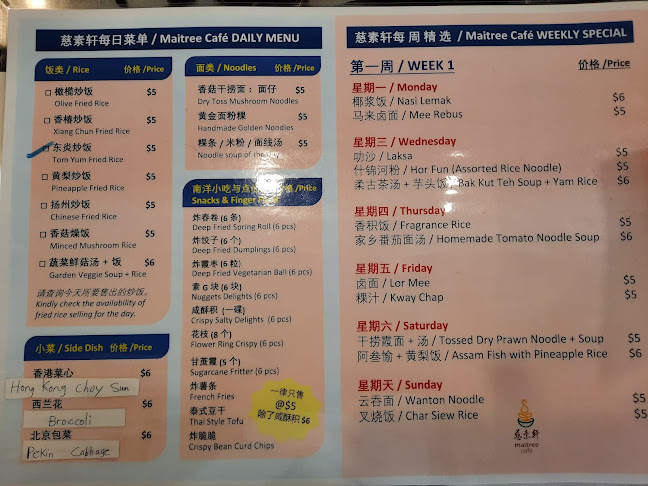 慈素轩每日菜单 / Maitree Café DAILY MENU
饭类 / Rice 价格 /Price
橄榄炒饭 $5
Olive Fried Rice
香椿炒饭 $5
Xiang Chun Fried Rice
东炎炒饭 $5
Tom Yum Fried Rice
黄梨炒饭 $5
Pineapple Fried Rice
扬州炒饭 $5
Chinese Fried Rice
香菇燥饭 $5
Minced Mushroom Rice
蔬菜鲜菇汤 + 饭 $6
Garden Veggie Soup + Rice
请查询今天所要售出的炒饭。
Kindly check the availability of
fried rice selling for the day.
小菜 / Side Dish 价格 /Price
香港菜心 $6
Hong Kong Choy Sum
西兰花 $6
Broccoli
北京包菜 $6
Pekin Cabbage
面类 / Noodles 价格 /Price
香菇干捞面： 面仔 $5
Dry Toss Mushroom Noodles
黄金面粉粿 $5
Handmade Golden Noodles
粿条 / 米粉 / 面线汤 $5
Noodle soup of the day
南洋小吃与点 价格 /Price
Snacks & Finger
炸春卷 (6 条)
Deep Fried Spring Roll (6 pcs)
炸饺子 (6 个)
Deep Fried Dumplings (6 pcs)
炸霞枣 (6 粒)
Deep Fried Vegetarian Ball (6 pcs)
素 G 块 (6 块)
Nuggets Delights (6 pcs)
咸酥积 （一碟）
Crispy Salty Delights (6 pcs)
花枝 (8 个)
Flower Ring Crispy (6 pcs)
甘蔗霞 (5 个)
Sugarcane Fritter (6 pcs)
炸薯条
French Fries
泰式豆干
Thai Style Tofu
炸脆脆
Crispy Bean Curd Chips
一律只售
@$5
除了咸酥积 $6
慈素轩每 周 精 选 / Maitree Café WEEKLY SPECIAL
第一周 / WEEK 1 价格 /Price
星期一 / Monday
椰浆饭 / Nasi Lemak $6
马来卤面 / Mee Rebus $5
星期三 / Wednesday
叻沙 / Laksa $5
什锦河粉 / Hor Fun (Assorted Rice Noodle) $5
柔古茶汤 + 芋头饭 / Bak Kut Teh Soup + Yam Rice $6
星期四 / Thursday
香积饭 / Fragrance Rice $5
家乡番茄面汤 / Homemade Tomato Noodle Soup $6
星期五 / Friday
卤面 / Lor Mee $5
粿汁 / Kway Chap $5
星期六 / Saturday
干捞霞面 + 汤 / Tossed Dry Prawn Noodle + Soup $5
阿叁愉 + 黄梨饭 / Assam Fish with Pineapple Rice $6
星期天 / Sunday
云吞面 / Wanton Noodle $5
叉烧饭 / Char Siew Rice $5
慈素轩
maitree
café